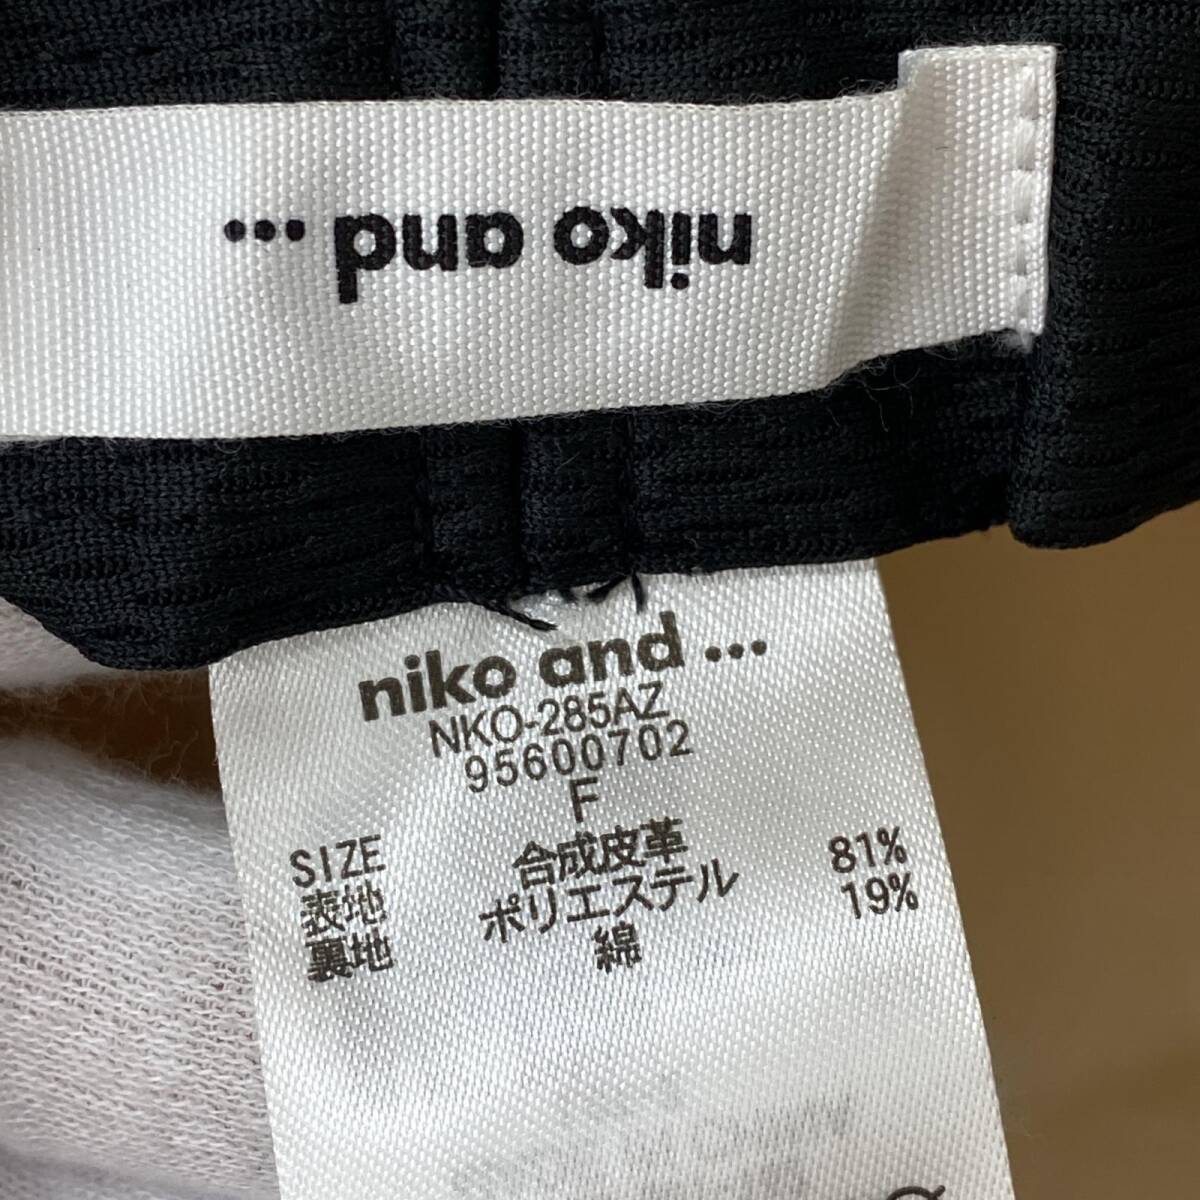 niko and ...
niko and ...
NKO-285AZ
95600702
SIZE F
表地 合成皮革
裏地 ポリエステル 81%
綿 19%